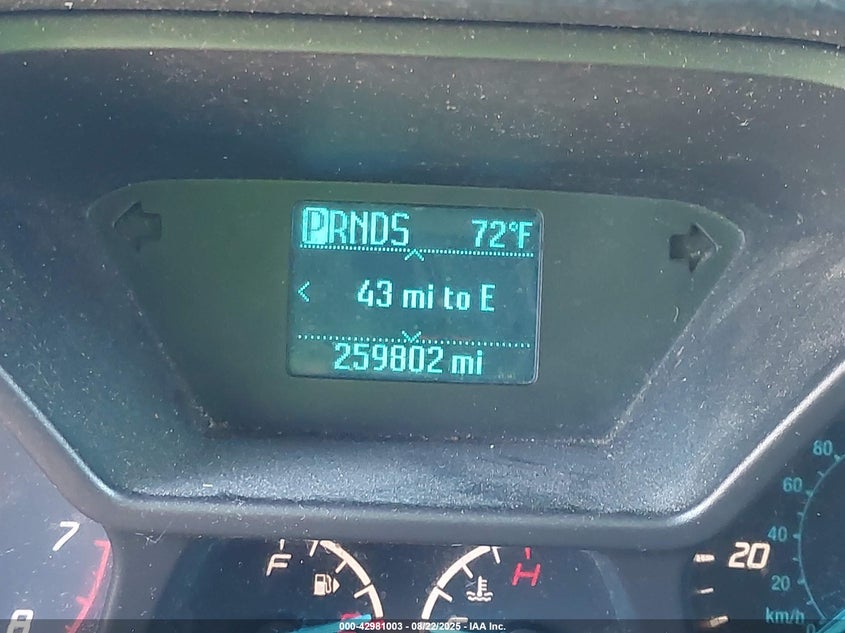 PRNDS 72°F
43 mi to E
259802 mi
7
8
F
H
80
60
40
20
20
km/h
000-42981003 - 08/22/2025 - IAA Inc.